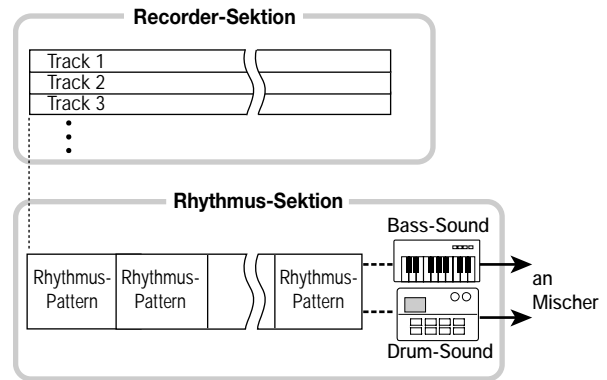 Recorder-Sektion
Track 1
Track 2
Track 3
Rhythmus-Sektion
Bass-Sound
Rhythmus-
Pattern
Rhythmus-
Pattern
Rhythmus-
Pattern
an
Mischer
Drum-Sound